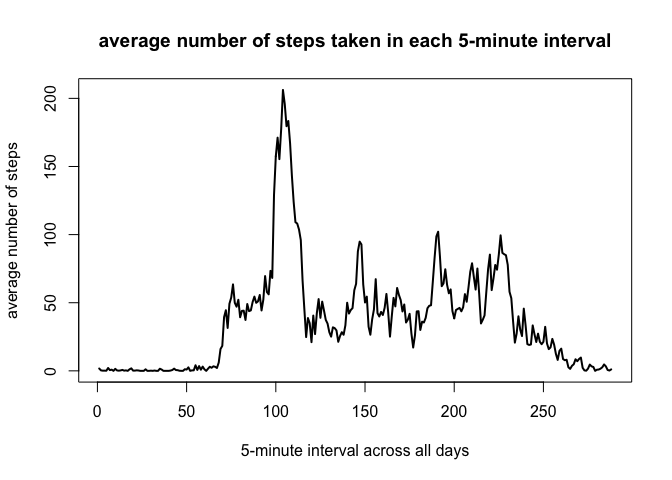 average number of steps taken in each 5-minute interval
average number of steps
200
150
100
50
0
0 50 100 150 200 250
5-minute interval across all days